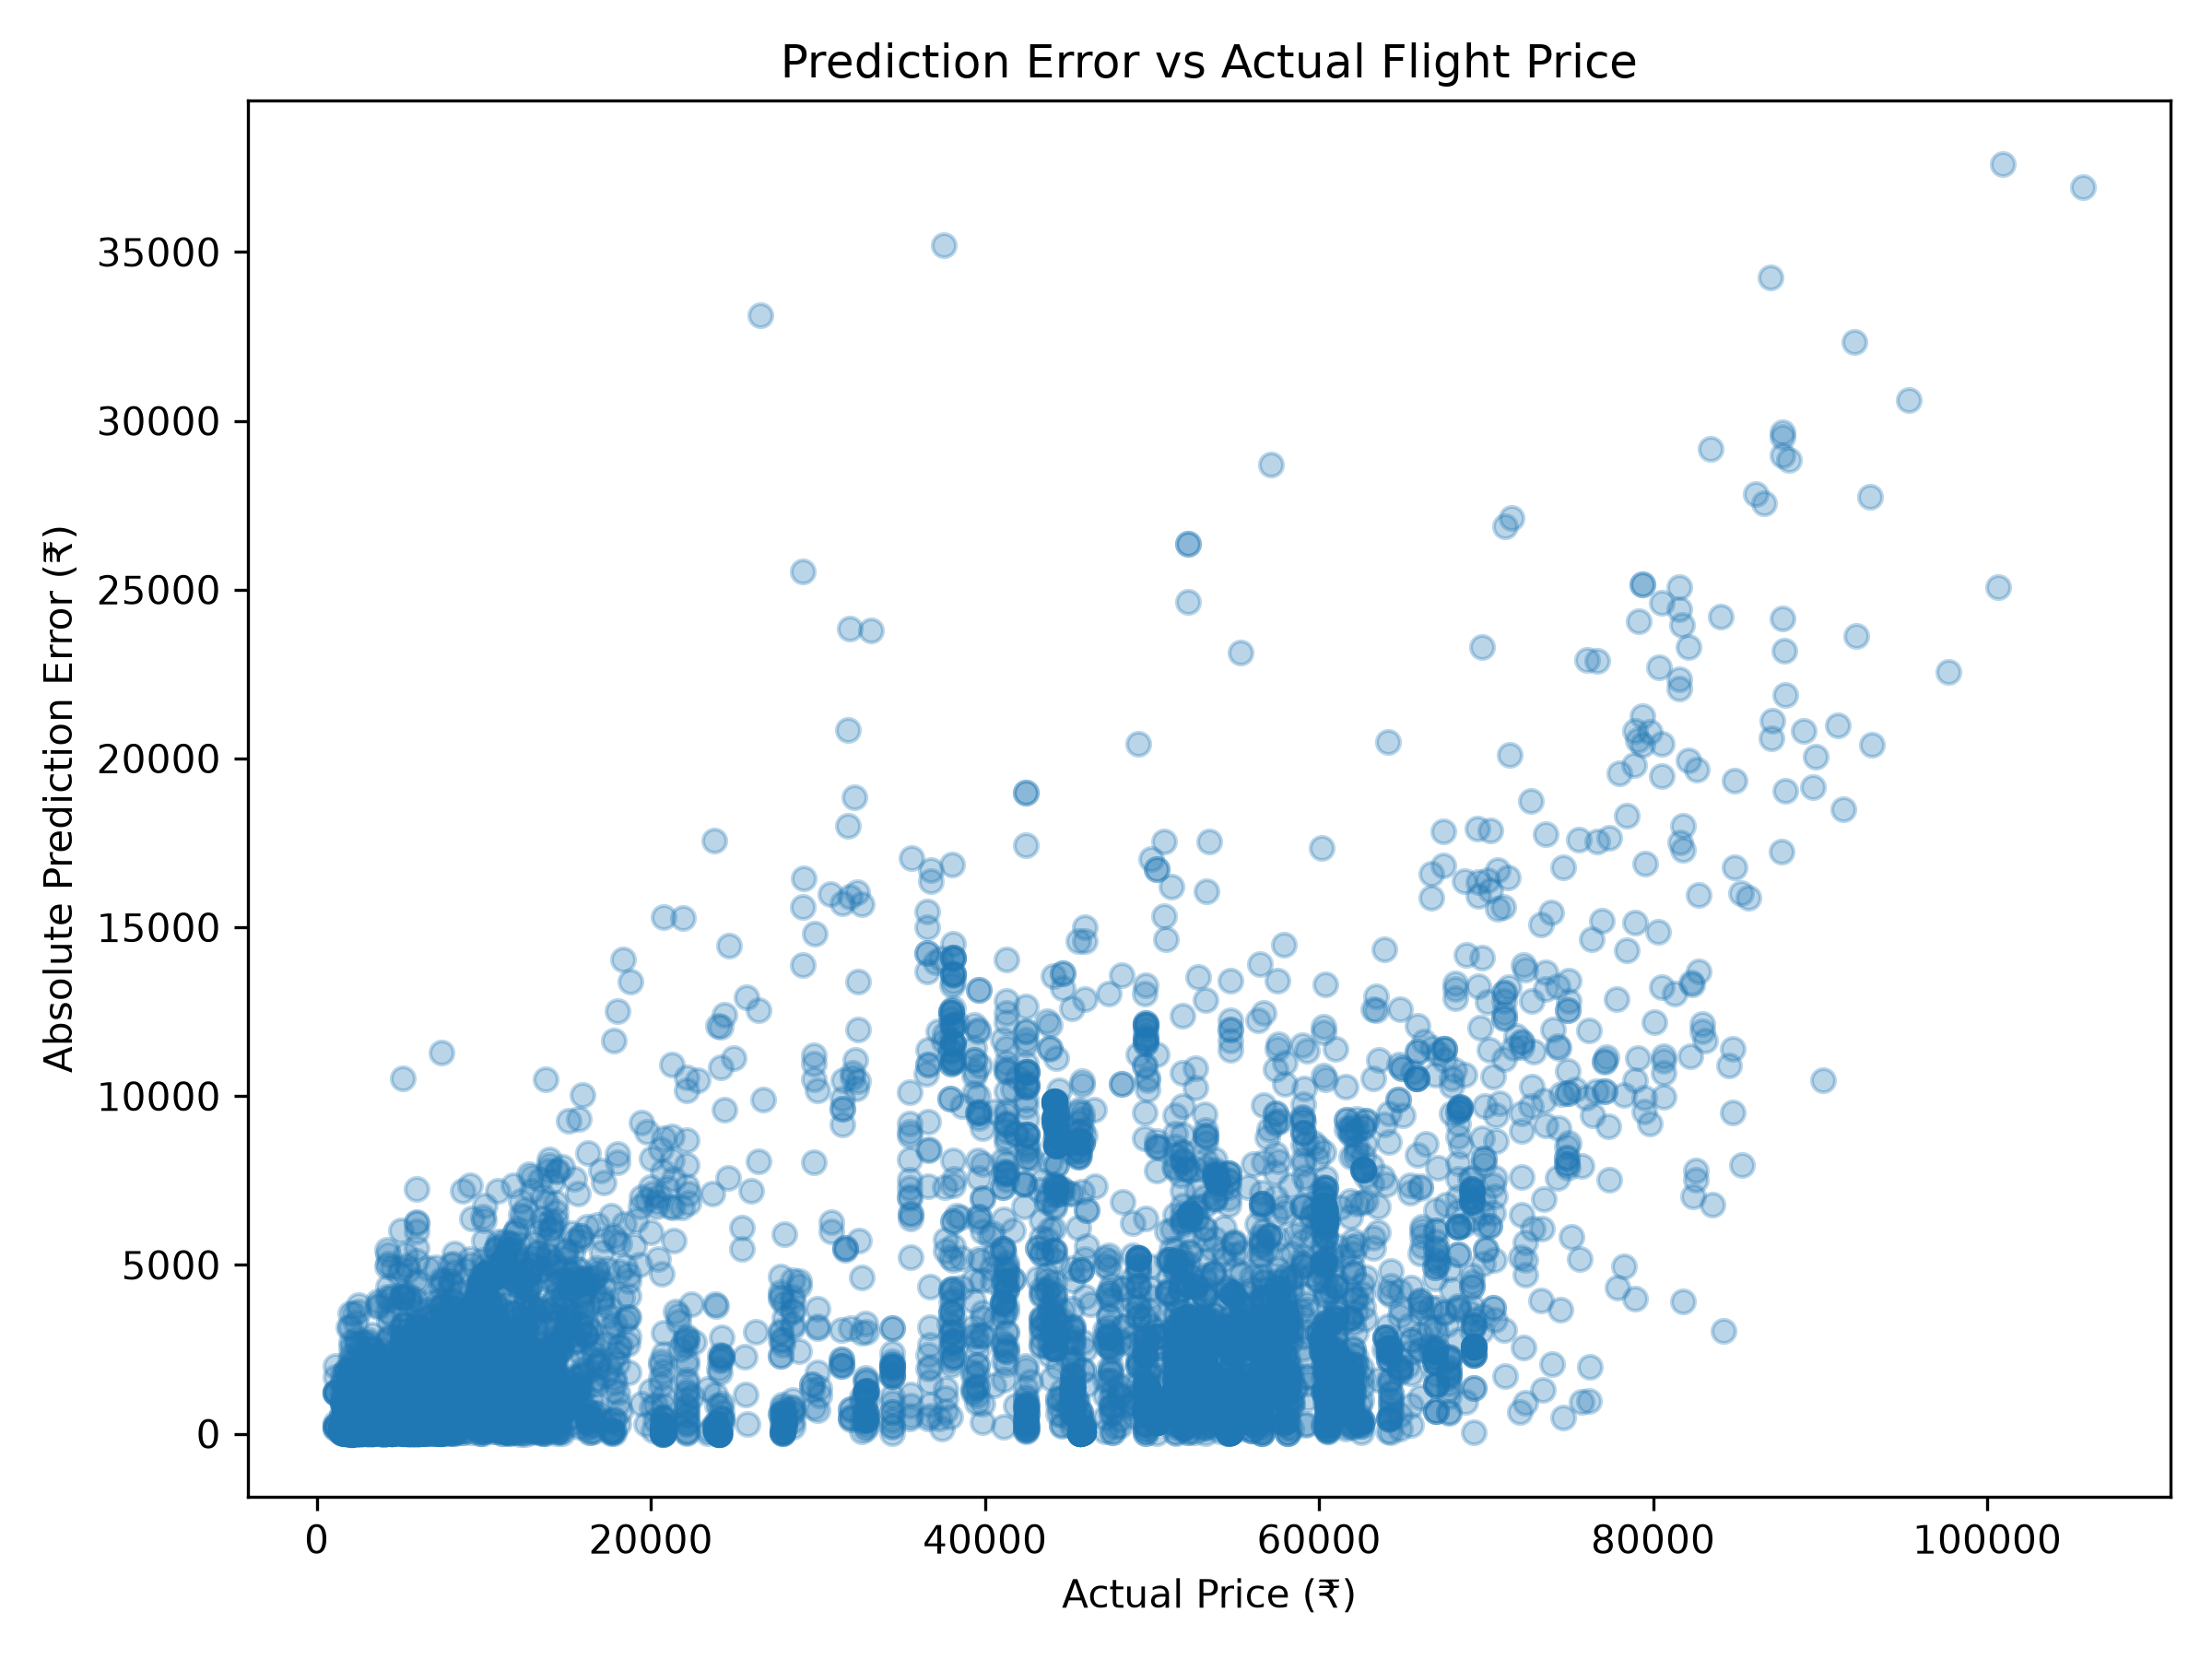 Prediction Error vs Actual Flight Price
Absolute Prediction Error (₹)
35000
30000
25000
20000
15000
10000
5000
0
0 20000 40000 60000 80000 100000
Actual Price (₹)